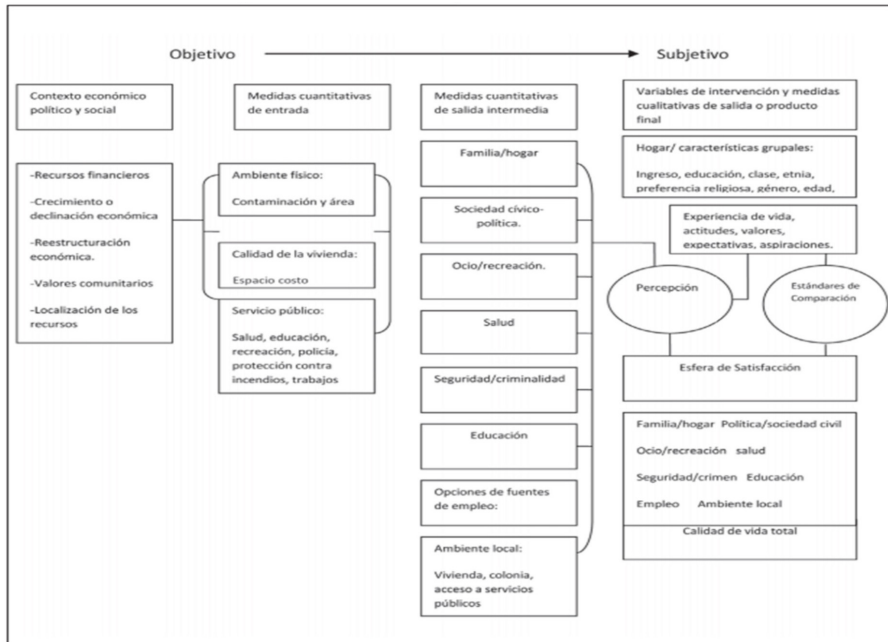 Objetivo
Subjetivo
Contexto económico
político y social
Medidas cuantitativas
de entrada
Medidas cuantitativas
de salida intermedia
Variables de intervención y medidas
cualitativas de salida o producto
final
-Recursos financieros
-Crecimiento o
declinación económica
-Reestructuración
económica.
-Valores comunitarios
-Localización de los
recursos
Ambiente físico:
Contaminación y área
Calidad de la vivienda:
Espacio costo
Servicio público:
Salud, educación,
recreación, policía,
protección contra
incendios, trabajos
Familia/hogar
Sociedad cívico-
política.
Ocio/recreación.
Salud
Seguridad/criminalidad
Educación
Opciones de fuentes
de empleo:
Ambiente local:
Vivienda, colonia,
acceso a servicios
públicos
Hogar/ características grupales:
Ingreso, educación, clase, etnia,
preferencia religiosa, género, edad,
Experiencia de vida,
actitudes, valores,
expectativas, aspiraciones.
Percepción
Estándares de
Comparación
Esfera de Satisfacción
Familia/hogar Política/sociedad civil
Ocio/recreación salud
Seguridad/crimen Educación
Empleo Ambiente local
Calidad de vida total